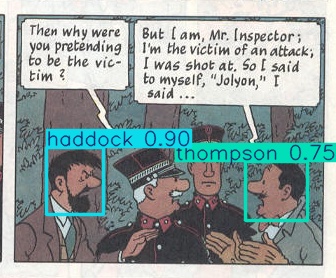 Then why were
you pretending
to be the vic-
tim ?
But I am, Mr. Inspector;
I'm the victim of an attack;
I was shot at. So I said
to myself, "Jolyon," I
said ...
haddock 0.90
thompson 0.75